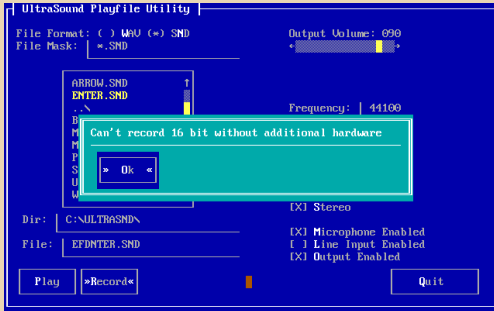 UltraSound Playfile Utility
File Format: ( ) WAV (*) SND
Output Volume: 090
File Mask: *.SND
ARROW.SND
ENTER.SND
..\
Frequency: 44100
B
M
M
P
S
U
W
Can't record 16 bit without additional hardware
» Ok «
[X] Stereo
Dir: C:\ULTRASND\
[X] Microphone Enabled
File: EFDNTER.SND
[ ] Line Input Enabled
[X] Output Enabled
Play
»Record«
Quit